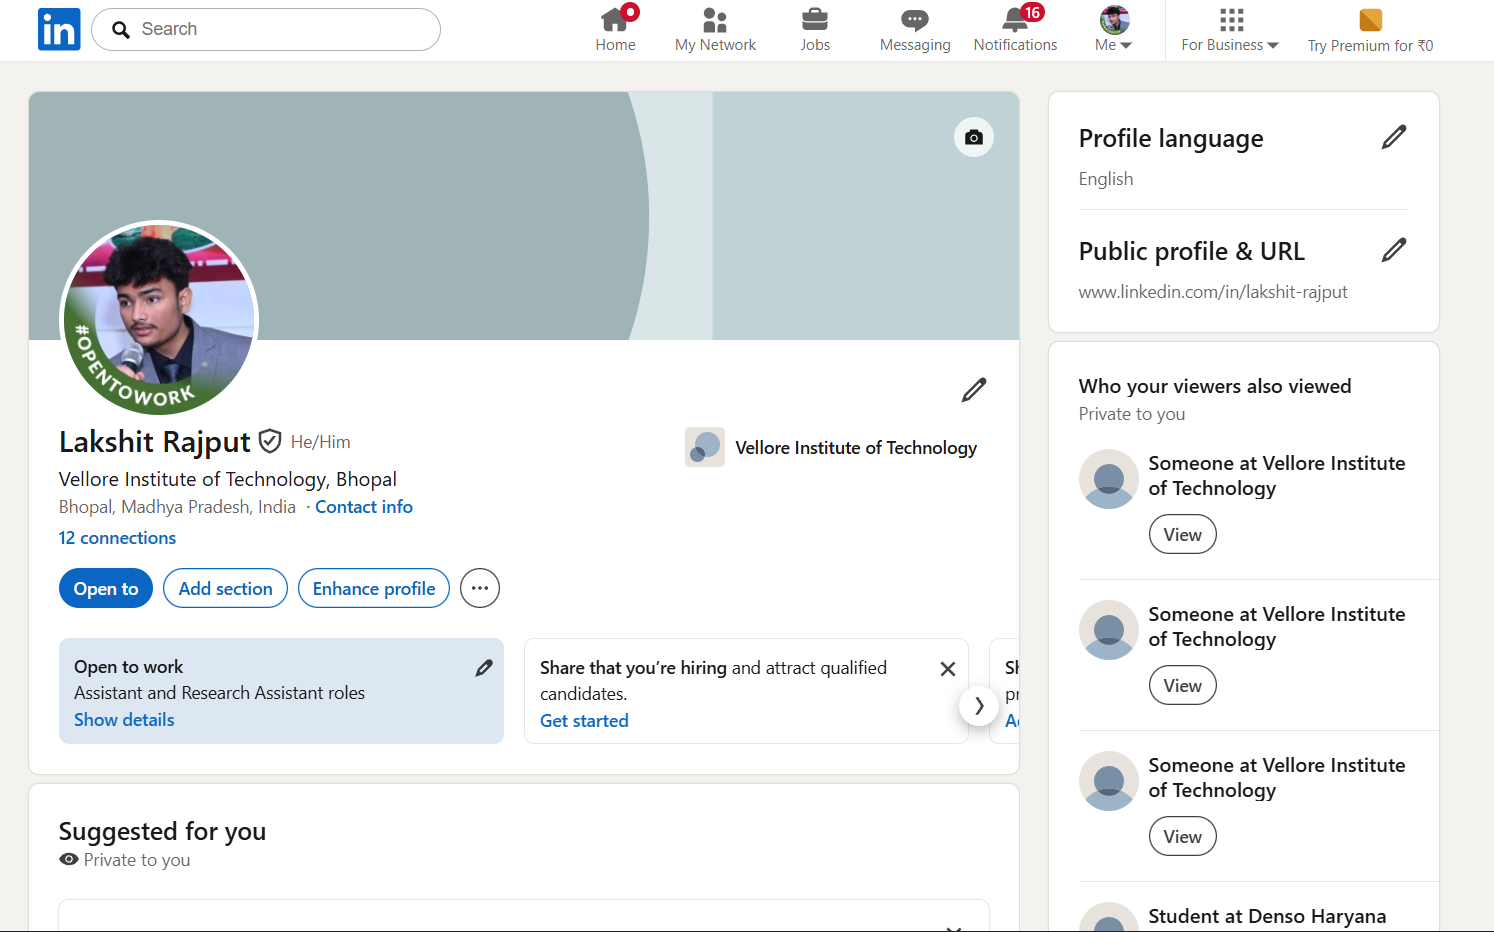 in
Search
Home
My Network
Jobs
Messaging
16
Notifications
Me
For Business
Try Premium for ₹0
#OPENTOWORK
Lakshit Rajput He/Him
Vellore Institute of Technology, Bhopal
Bhopal, Madhya Pradesh, India · Contact info
12 connections
Vellore Institute of Technology
Open to
Add section
Enhance profile
Open to work
Assistant and Research Assistant roles
Show details
Share that you’re hiring and attract qualified
candidates.
Get started
Suggested for you
Private to you
Profile language
English
Public profile & URL
www.linkedin.com/in/lakshit-rajput
Who your viewers also viewed
Private to you
Someone at Vellore Institute
of Technology
View
Someone at Vellore Institute
of Technology
View
Someone at Vellore Institute
of Technology
View
Student at Denso Haryana